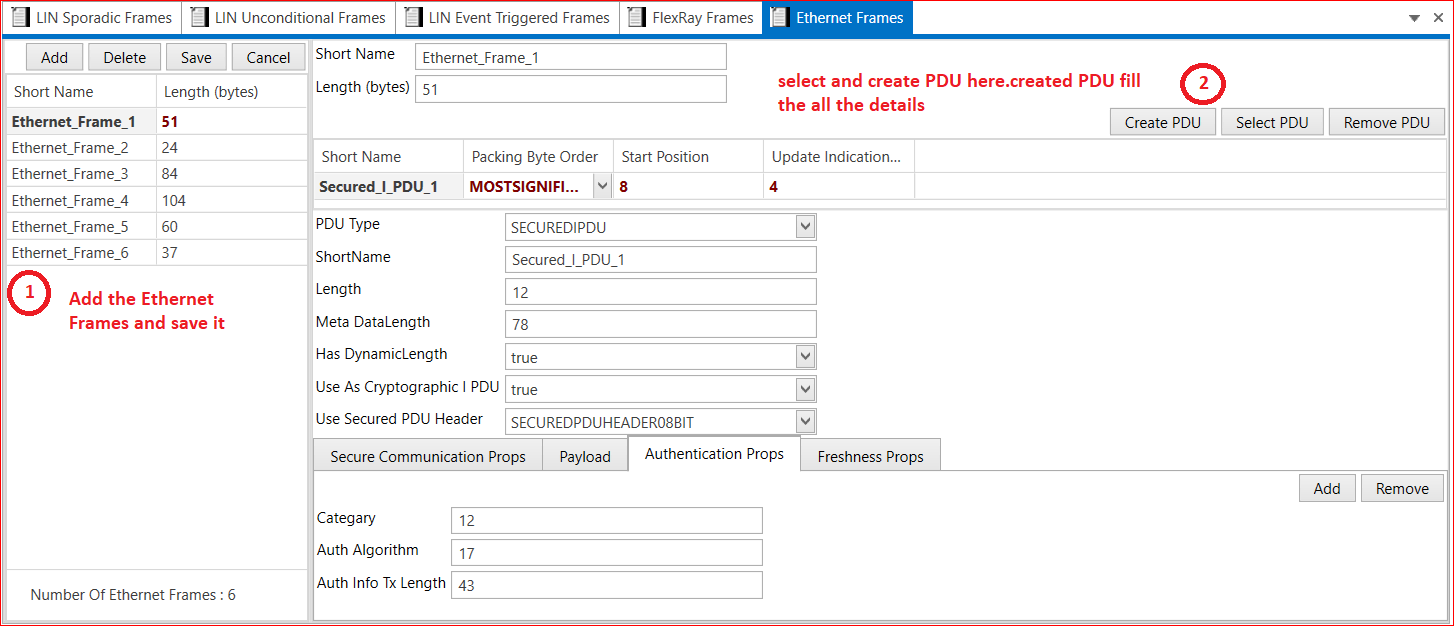 LIN Sporadic Frames LIN Unconditional Frames LIN Event Triggered Frames FlexRay Frames Ethernet Frames
Add Delete Save Cancel
Short Name Length (bytes)
Ethernet_Frame_1 51
Ethernet_Frame_2 24
Ethernet_Frame_3 84
Ethernet_Frame_4 104
Ethernet_Frame_5 60
Ethernet_Frame_6 37
1
Add the Ethernet
Frames and save it
Number Of Ethernet Frames : 6
Short Name Ethernet_Frame_1
Length (bytes) 51
select and create PDU here.created PDU fill
the all the details
2
Create PDU Select PDU Remove PDU
Short Name Packing Byte Order Start Position Update Indication...
Secured_I_PDU_1 MOSTSIGNIFI... 8 4
PDU Type SECUREDIPDU
ShortName Secured_I_PDU_1
Length 12
Meta DataLength 78
Has DynamicLength true
Use As Cryptographic I PDU true
Use Secured PDU Header SECUREDPDUHEADER08BIT
Secure Communication Props Payload Authentication Props Freshness Props
Add Remove
Categary 12
Auth Algorithm 17
Auth Info Tx Length 43